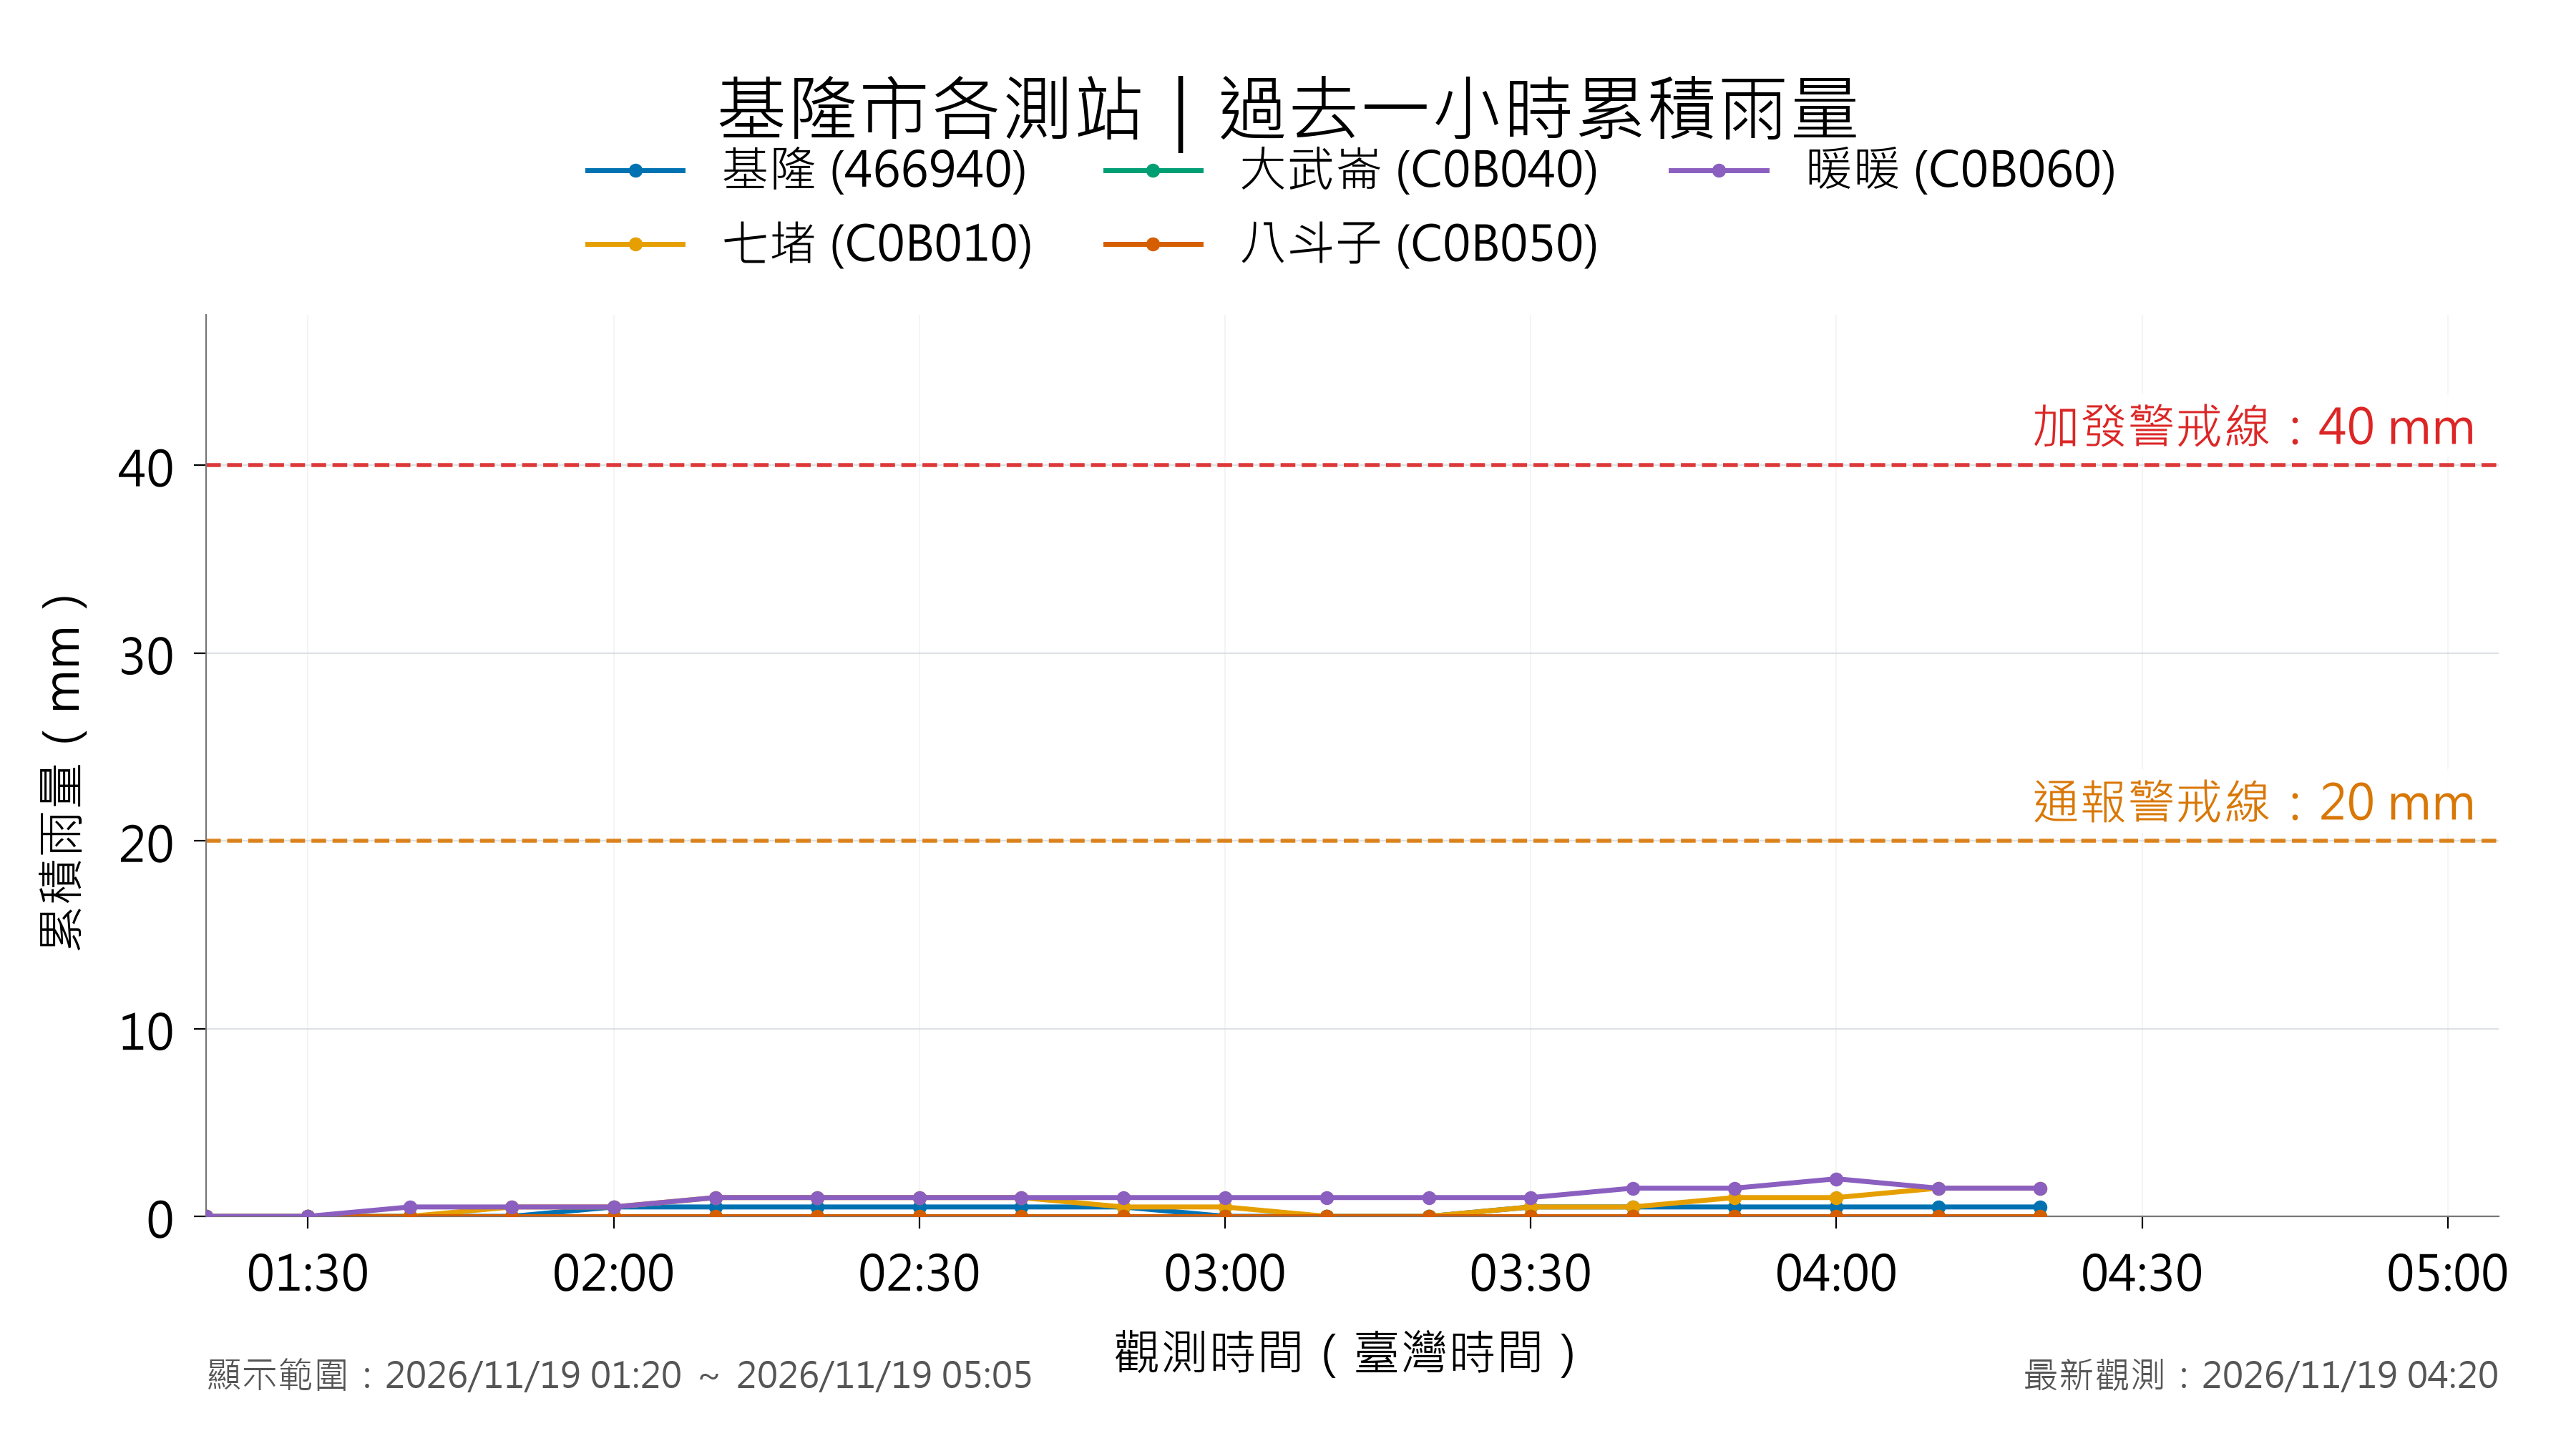 基隆市各測站｜過去一小時累積雨量
基隆 (466940)
大武崙 (C0B040)
暖暖 (C0B060)
七堵 (C0B010)
八斗子 (C0B050)
加發警戒線：40 mm
通報警戒線：20 mm
累積雨量（mm）
40
30
20
10
0
01:30
02:00
02:30
03:00
03:30
04:00
04:30
05:00
觀測時間（臺灣時間）
顯示範圍：2026/11/19 01:20 ~ 2026/11/19 05:05
最新觀測：2026/11/19 04:20